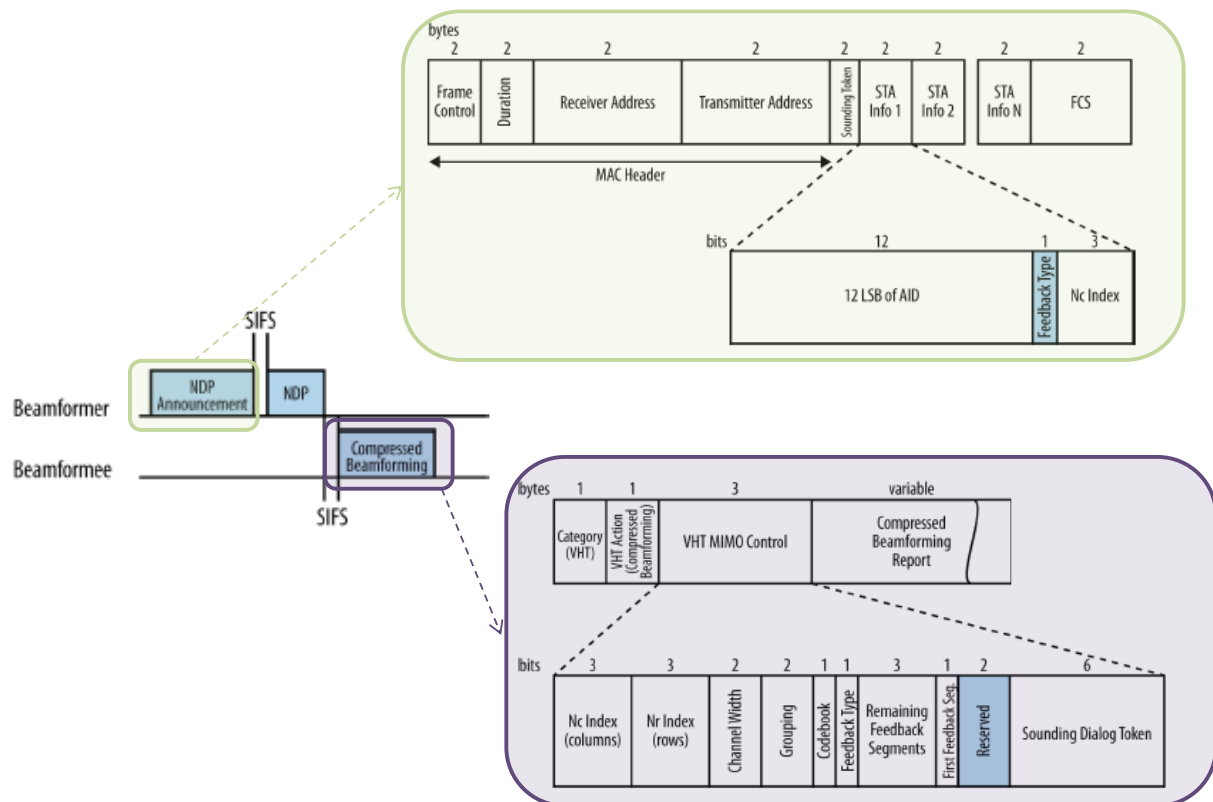 bytes
2 2 2 2 2 2 2 2 2
Frame
Control
Duration
Receiver Address
Transmitter Address
Sounding Token
STA
Info 1
STA
Info 2
STA
Info N
FCS
MAC Header
bits
12 1 3
12 LSB of AID
Feedback Type
Nc Index
SIFS
NDP
Announcement
NDP
Beamformer
Compressed
Beamforming
Beamformee
SIFS
bytes
1 1 3 variable
Category
(VHT)
VHT Action
(Compressed
Beamforming)
VHT MIMO Control
Compressed
Beamforming
Report
bits
3 3 2 2 1 1 3 1 2 6
Nc Index
(columns)
Nr Index
(rows)
Channel Width
Grouping
Codebook
Feedback Type
Remaining
Feedback
Segments
First Feedback Seg.
Reserved
Sounding Dialog Token